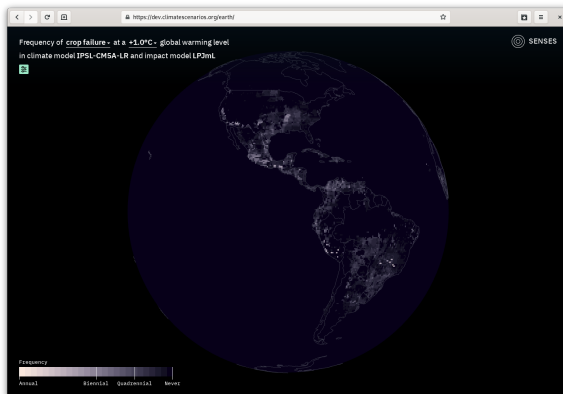 https://dev.climatescenarios.org/earth/
Frequency of crop failure at a +1.0°C global warming level
in climate model IPSL-CM5A-LR and impact model LPJmL
SENSES
Frequency
Annual Biennial Quadrennial Never